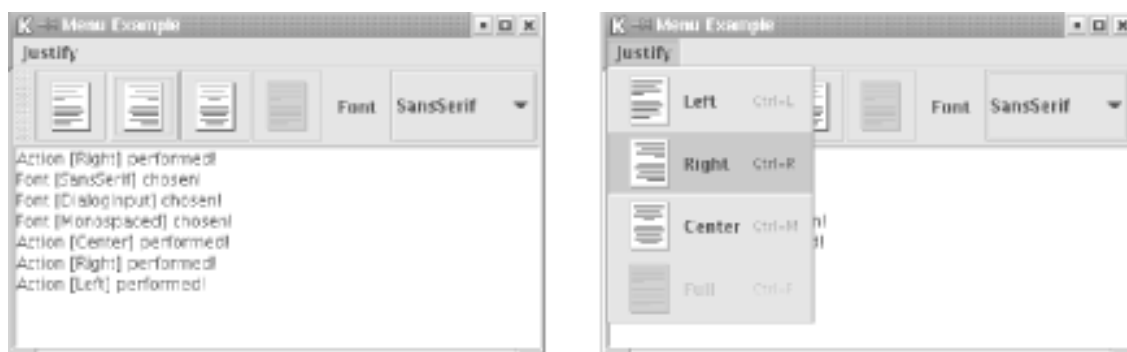 Menu Example
Justify
Font SansSerif
Action [Right] performed!
Font [SansSerif] chosen!
Font [DialogInput] chosen!
Font [Monospaced] chosen!
Action [Center] performed!
Action [Right] performed!
Action [Left] performed!
Menu Example
Justify
Left Ctrl+L
Font SansSerif
Right Ctrl+R
Center Ctrl+M
Full Ctrl+F